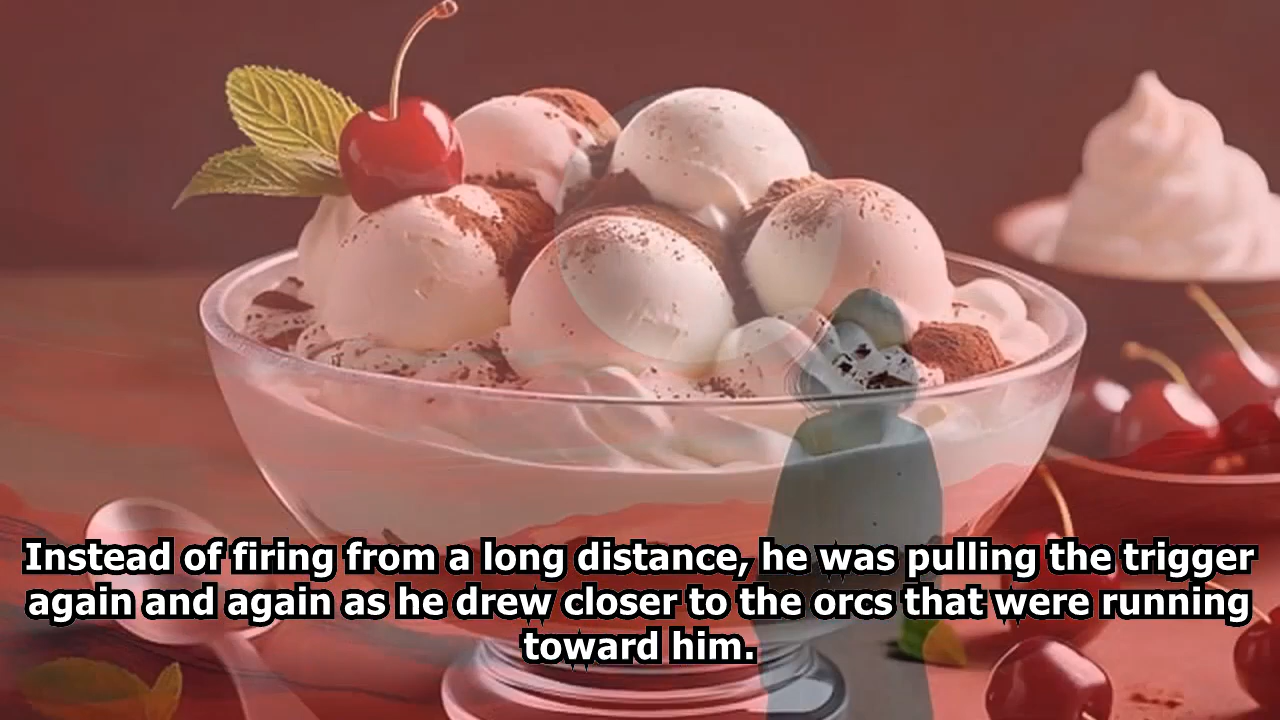 Instead of firing from a long distance, he was pulling the trigger
again and again as he drew closer to the orcs that were running
toward him.